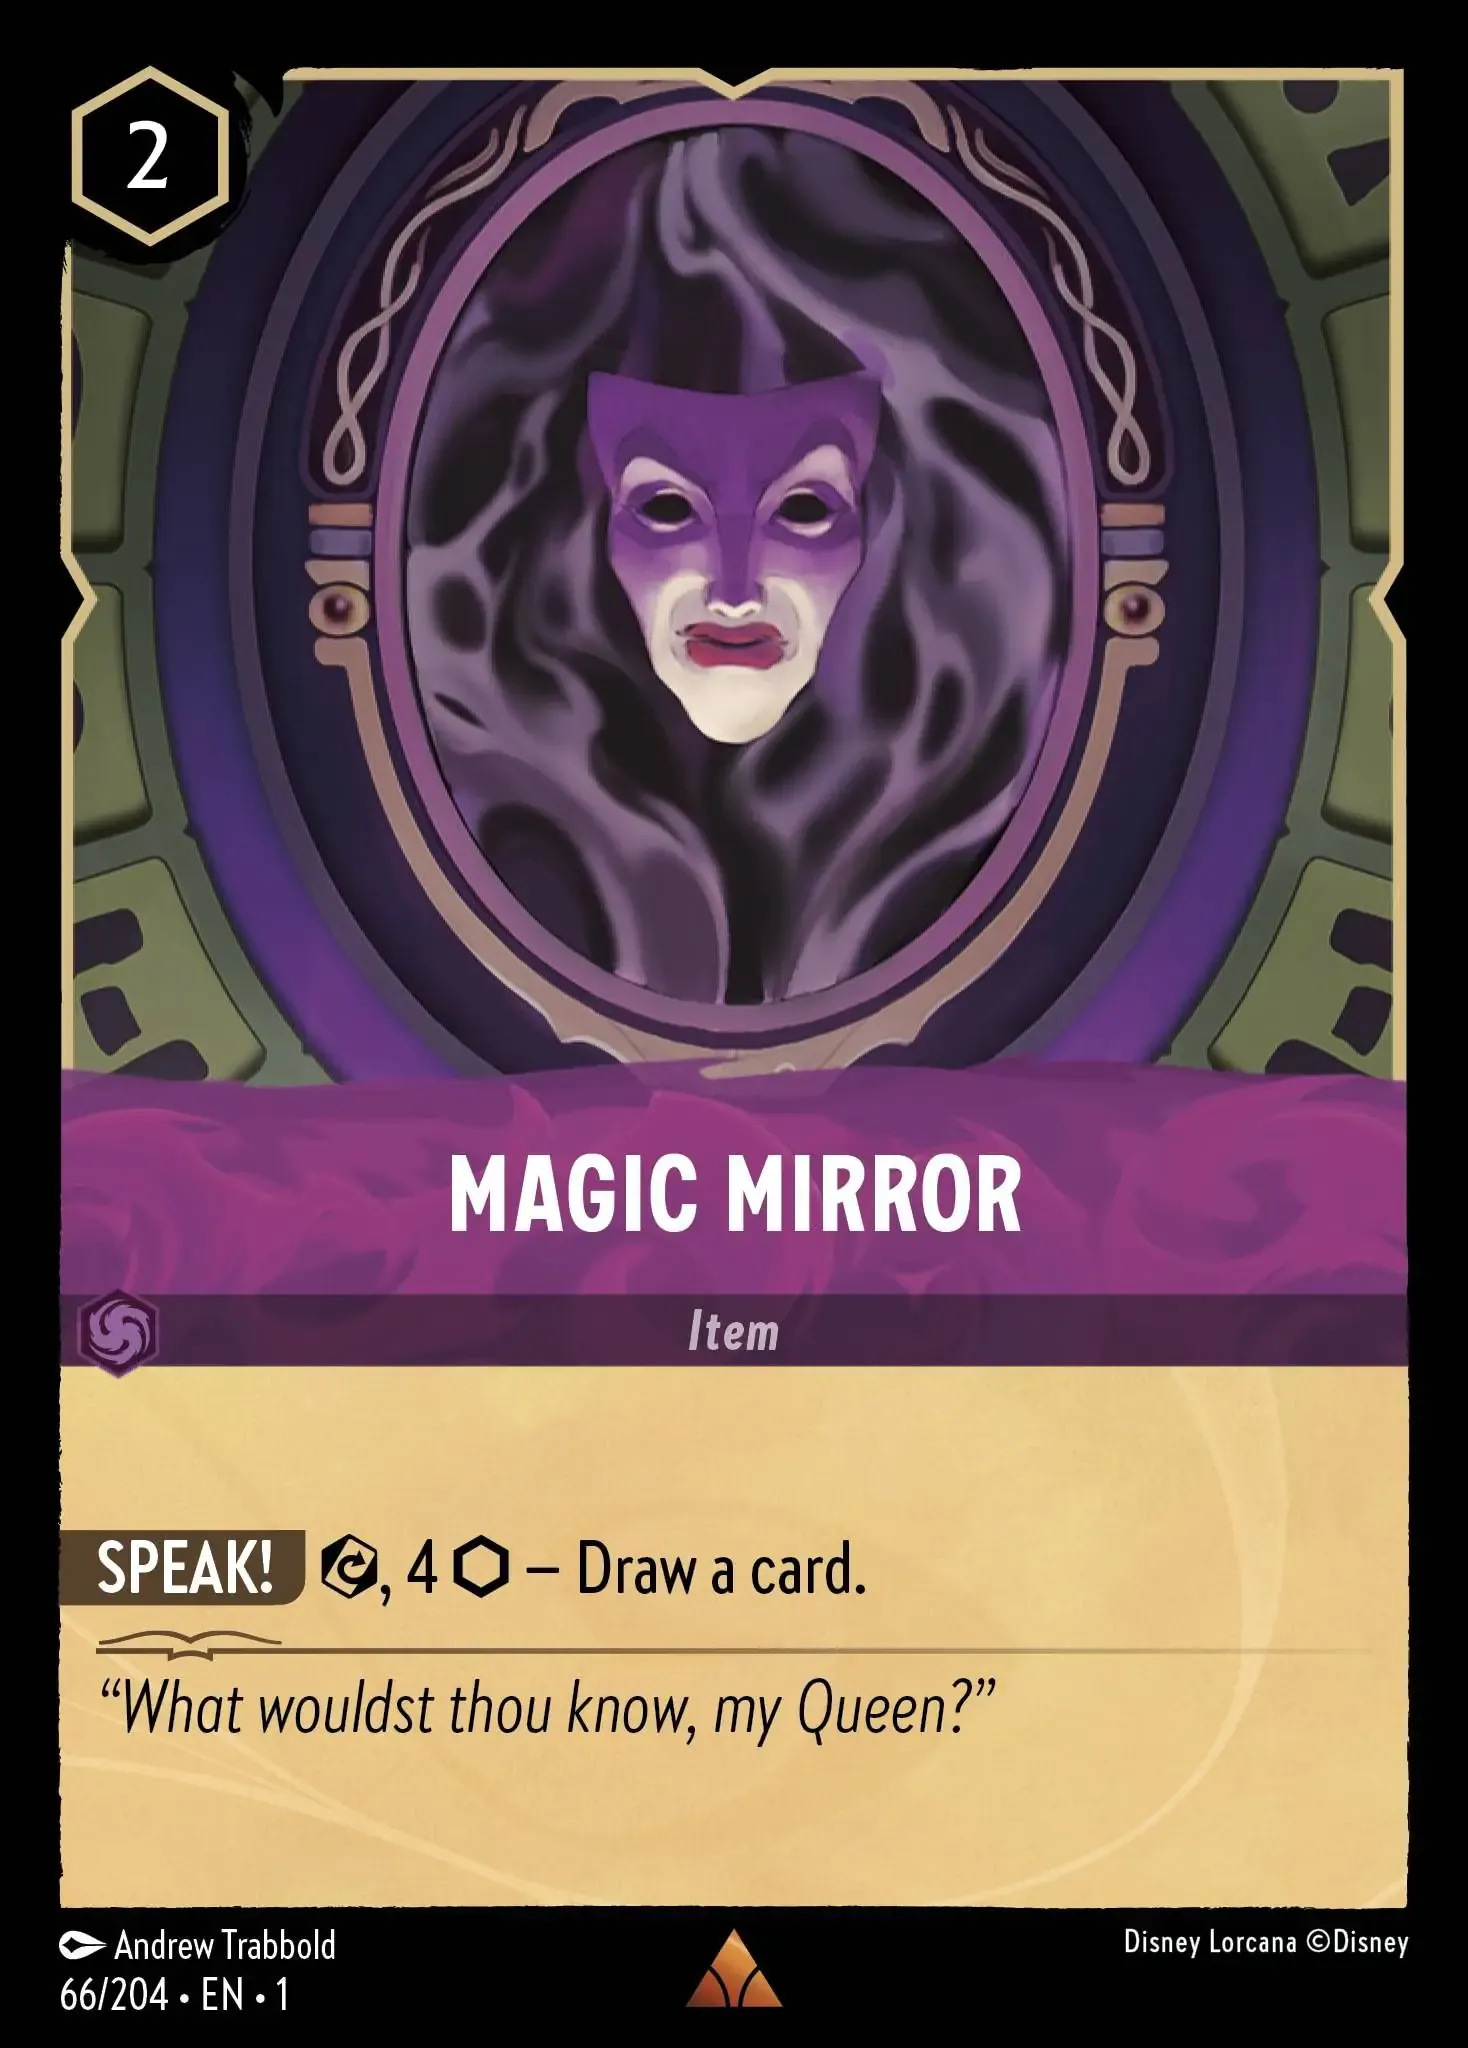 2
MAGIC MIRROR
Item
SPEAK! , 4 – Draw a card.
“What wouldst thou know, my Queen?”
Andrew Trabbold
Disney Lorcana ©Disney
66/204 • EN • 1